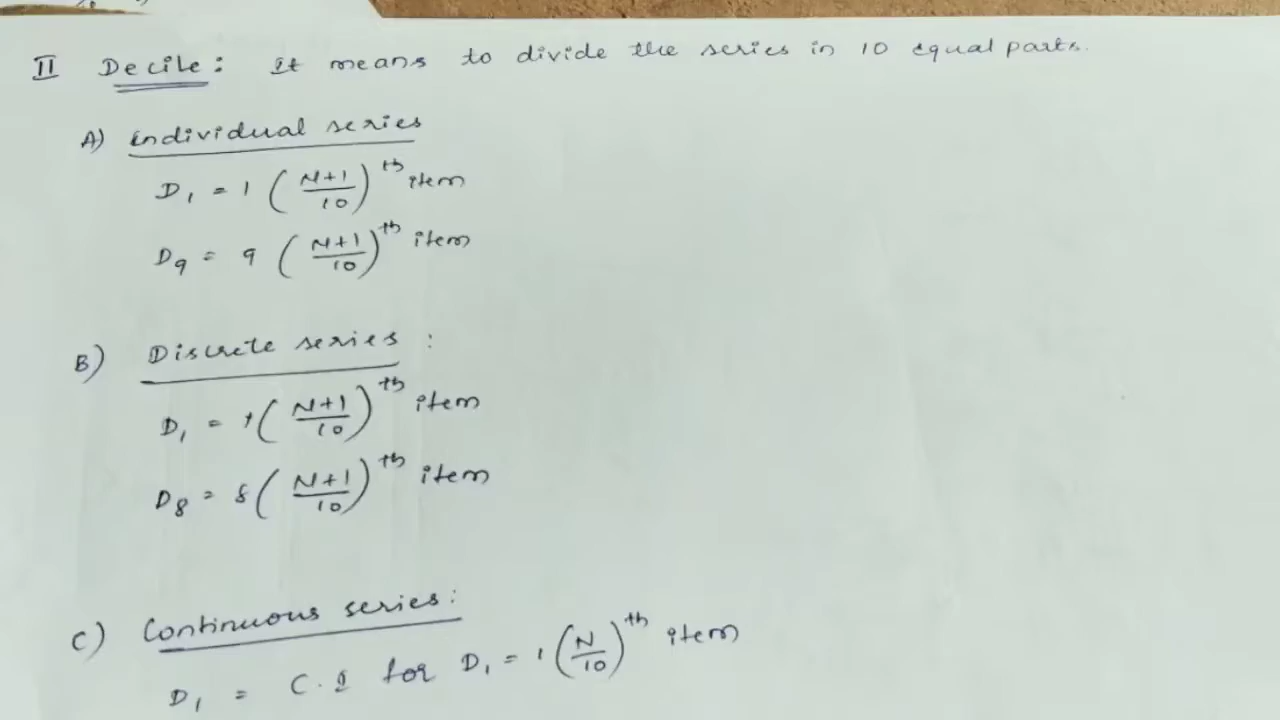 II Decile: It means to divide the series in 10 equal parts.
A) individual series
D₁ = 1 (N+1/10)th item
D₉ = 9 (N+1/10)th item
B) Discrete series :
D₁ = 1(N+1/10)th item
D₈ = 8(N+1/10)th item
C) Continuous series:
D₁ = C.I for D₁ = 1(N/10)th item